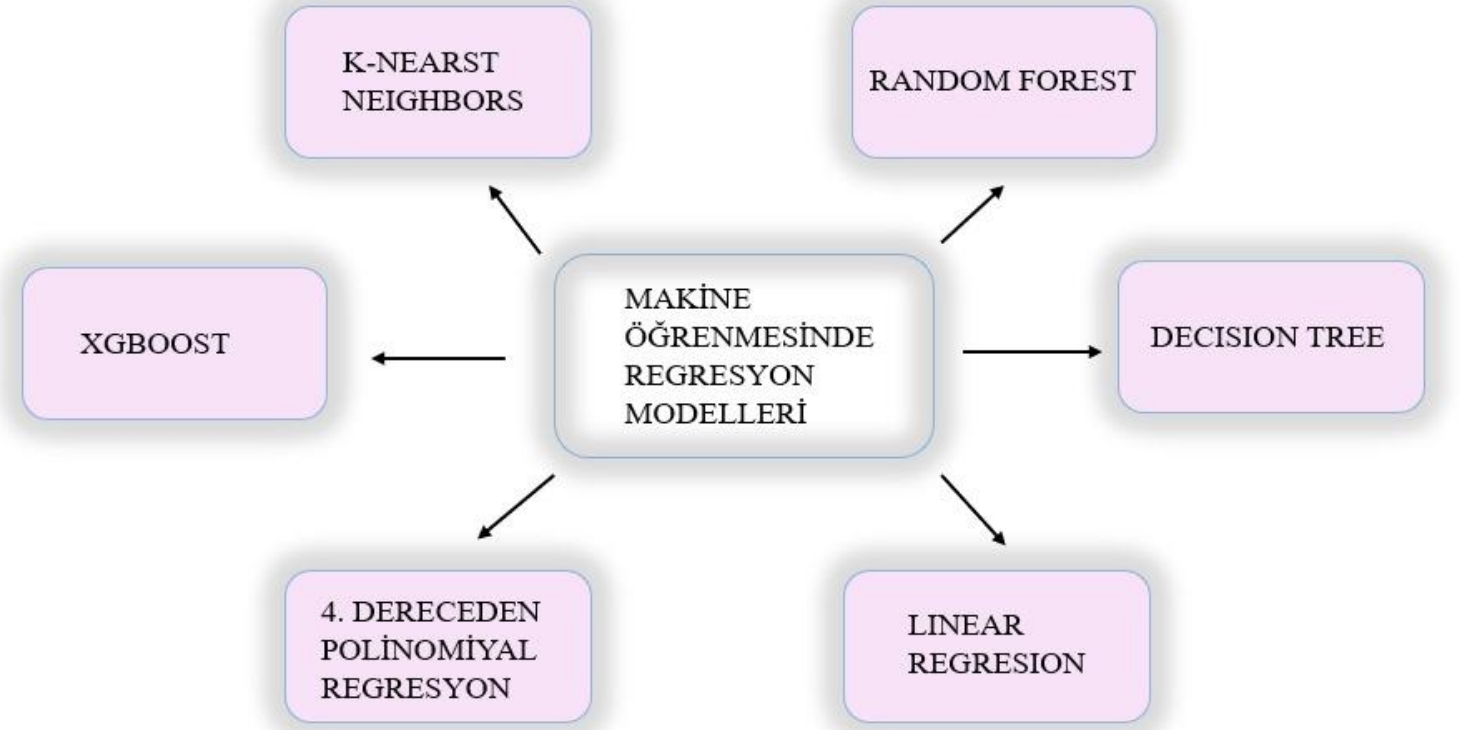 K-NEARST
NEIGHBORS
RANDOM FOREST
XGBOOST
MAKİNE
ÖĞRENMESİNDE
REGRESYON
MODELLERİ
DECISION TREE
4. DERECEDEN
POLİNOMİYAL
REGRESYON
LINEAR
REGRESION